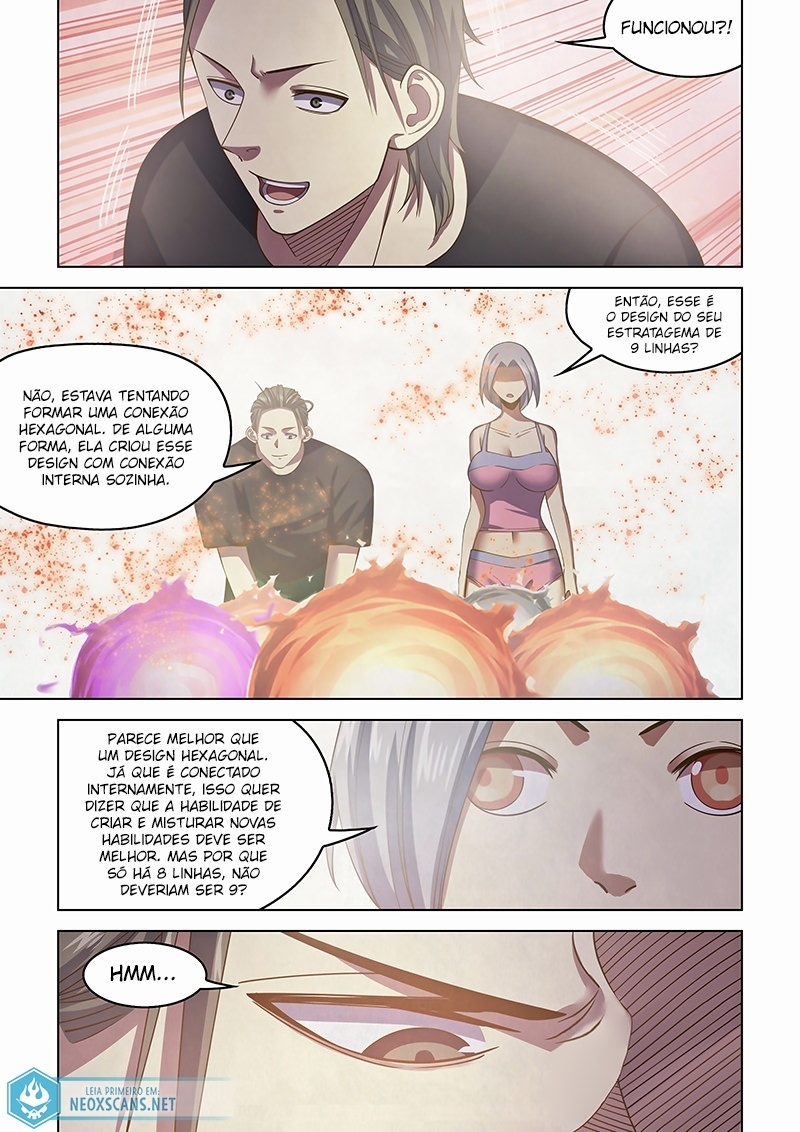 FUNCIONOU?!
ENTÃO, ESSE É
O DESIGN DO SEU
ESTRATAGEMA DE
9 LINHAS?
NÃO, ESTAVA TENTANDO
FORMAR UMA CONEXÃO
HEXAGONAL. DE ALGUMA
FORMA, ELA CRIOU ESSE
DESIGN COM CONEXÃO
INTERNA SOZINHA.
PARECE MELHOR QUE
UM DESIGN HEXAGONAL.
JÁ QUE É CONECTADO
INTERNAMENTE, ISSO QUER
DIZER QUE A HABILIDADE DE
CRIAR E MISTURAR NOVAS
HABILIDADES DEVE SER
MELHOR. MAS POR QUE
SÓ HÁ 8 LINHAS, NÃO
DEVERIAM SER 9?
HMM...
LEIA PRIMEIRO EM:
NEOXSCANS.NET